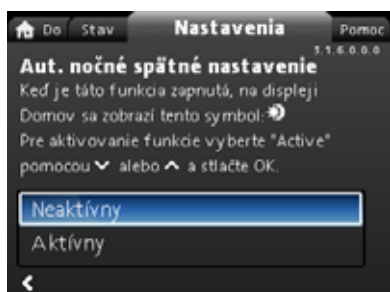 Do Stav Nastavenia Pomoc
3.1.6.0.0.0
Aut. nočné spätné nastavenie
Keď je táto funkcia zapnutá, na displeji
Domov sa zobrazí tento symbol:
Pre aktivovanie funkcie vyberte "Active"
pomocou alebo a stlačte OK.
Neaktívny
Aktívny